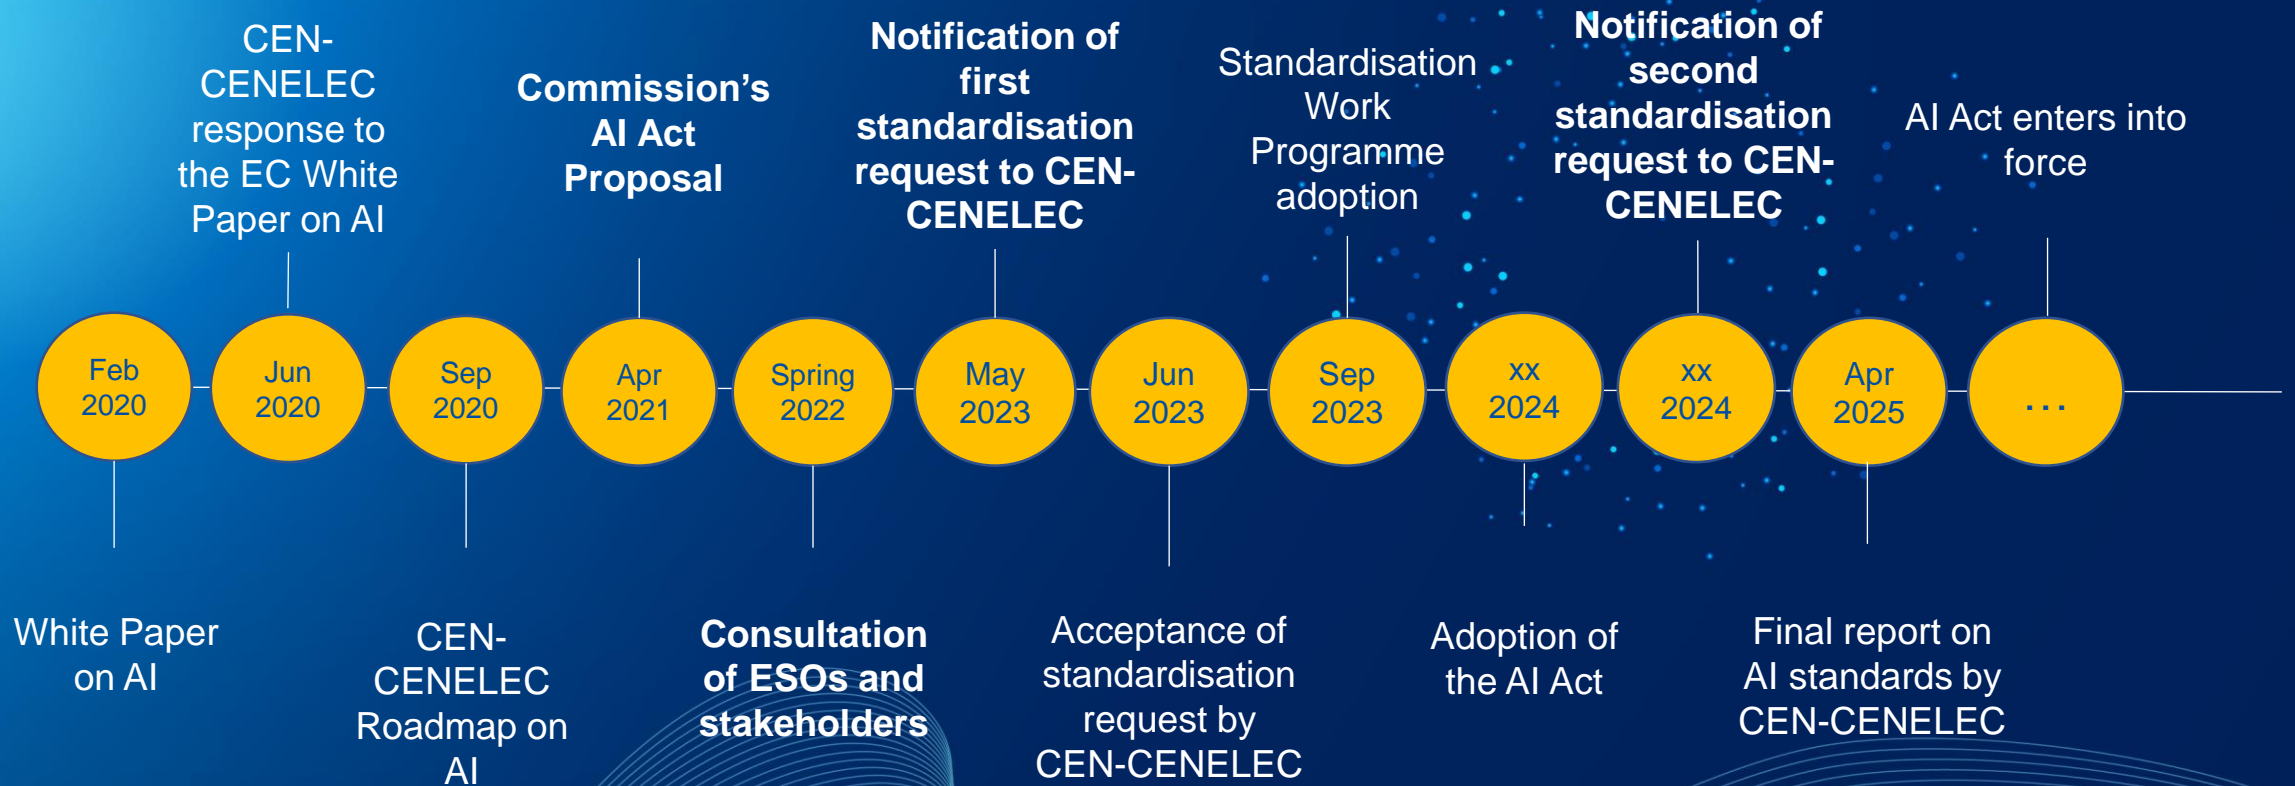 CEN-
CENELEC
response to
the EC White
Paper on AI
Commission’s
AI Act
Proposal
Notification of
first
standardisation
request to CEN-
CENELEC
Standardisation
Work
Programme
adoption
Notification of
second
standardisation
request to CEN-
CENELEC
AI Act enters into
force
Feb
2020
Jun
2020
Sep
2020
Apr
2021
Spring
2022
May
2023
Jun
2023
Sep
2023
xx
2024
xx
2024
Apr
2025
…
White Paper
on AI
CEN-
CENELEC
Roadmap on
AI
Consultation
of ESOs and
stakeholders
Acceptance of
standardisation
request by
CEN-CENELEC
Adoption of
the AI Act
Final report on
AI standards by
CEN-CENELEC